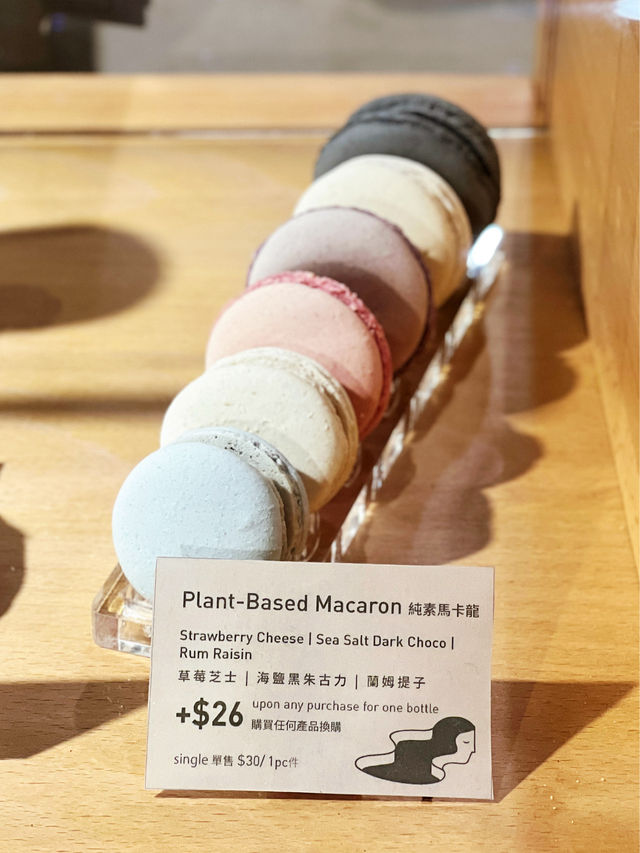 Plant-Based Macaron 純素馬卡龍
Strawberry Cheese | Sea Salt Dark Choco |
Rum Raisin
草莓芝士 | 海鹽黑朱古力 | 蘭姆提子
+$26 upon any purchase for one bottle
購買任何產品換購
single 單售 $30/1pc件